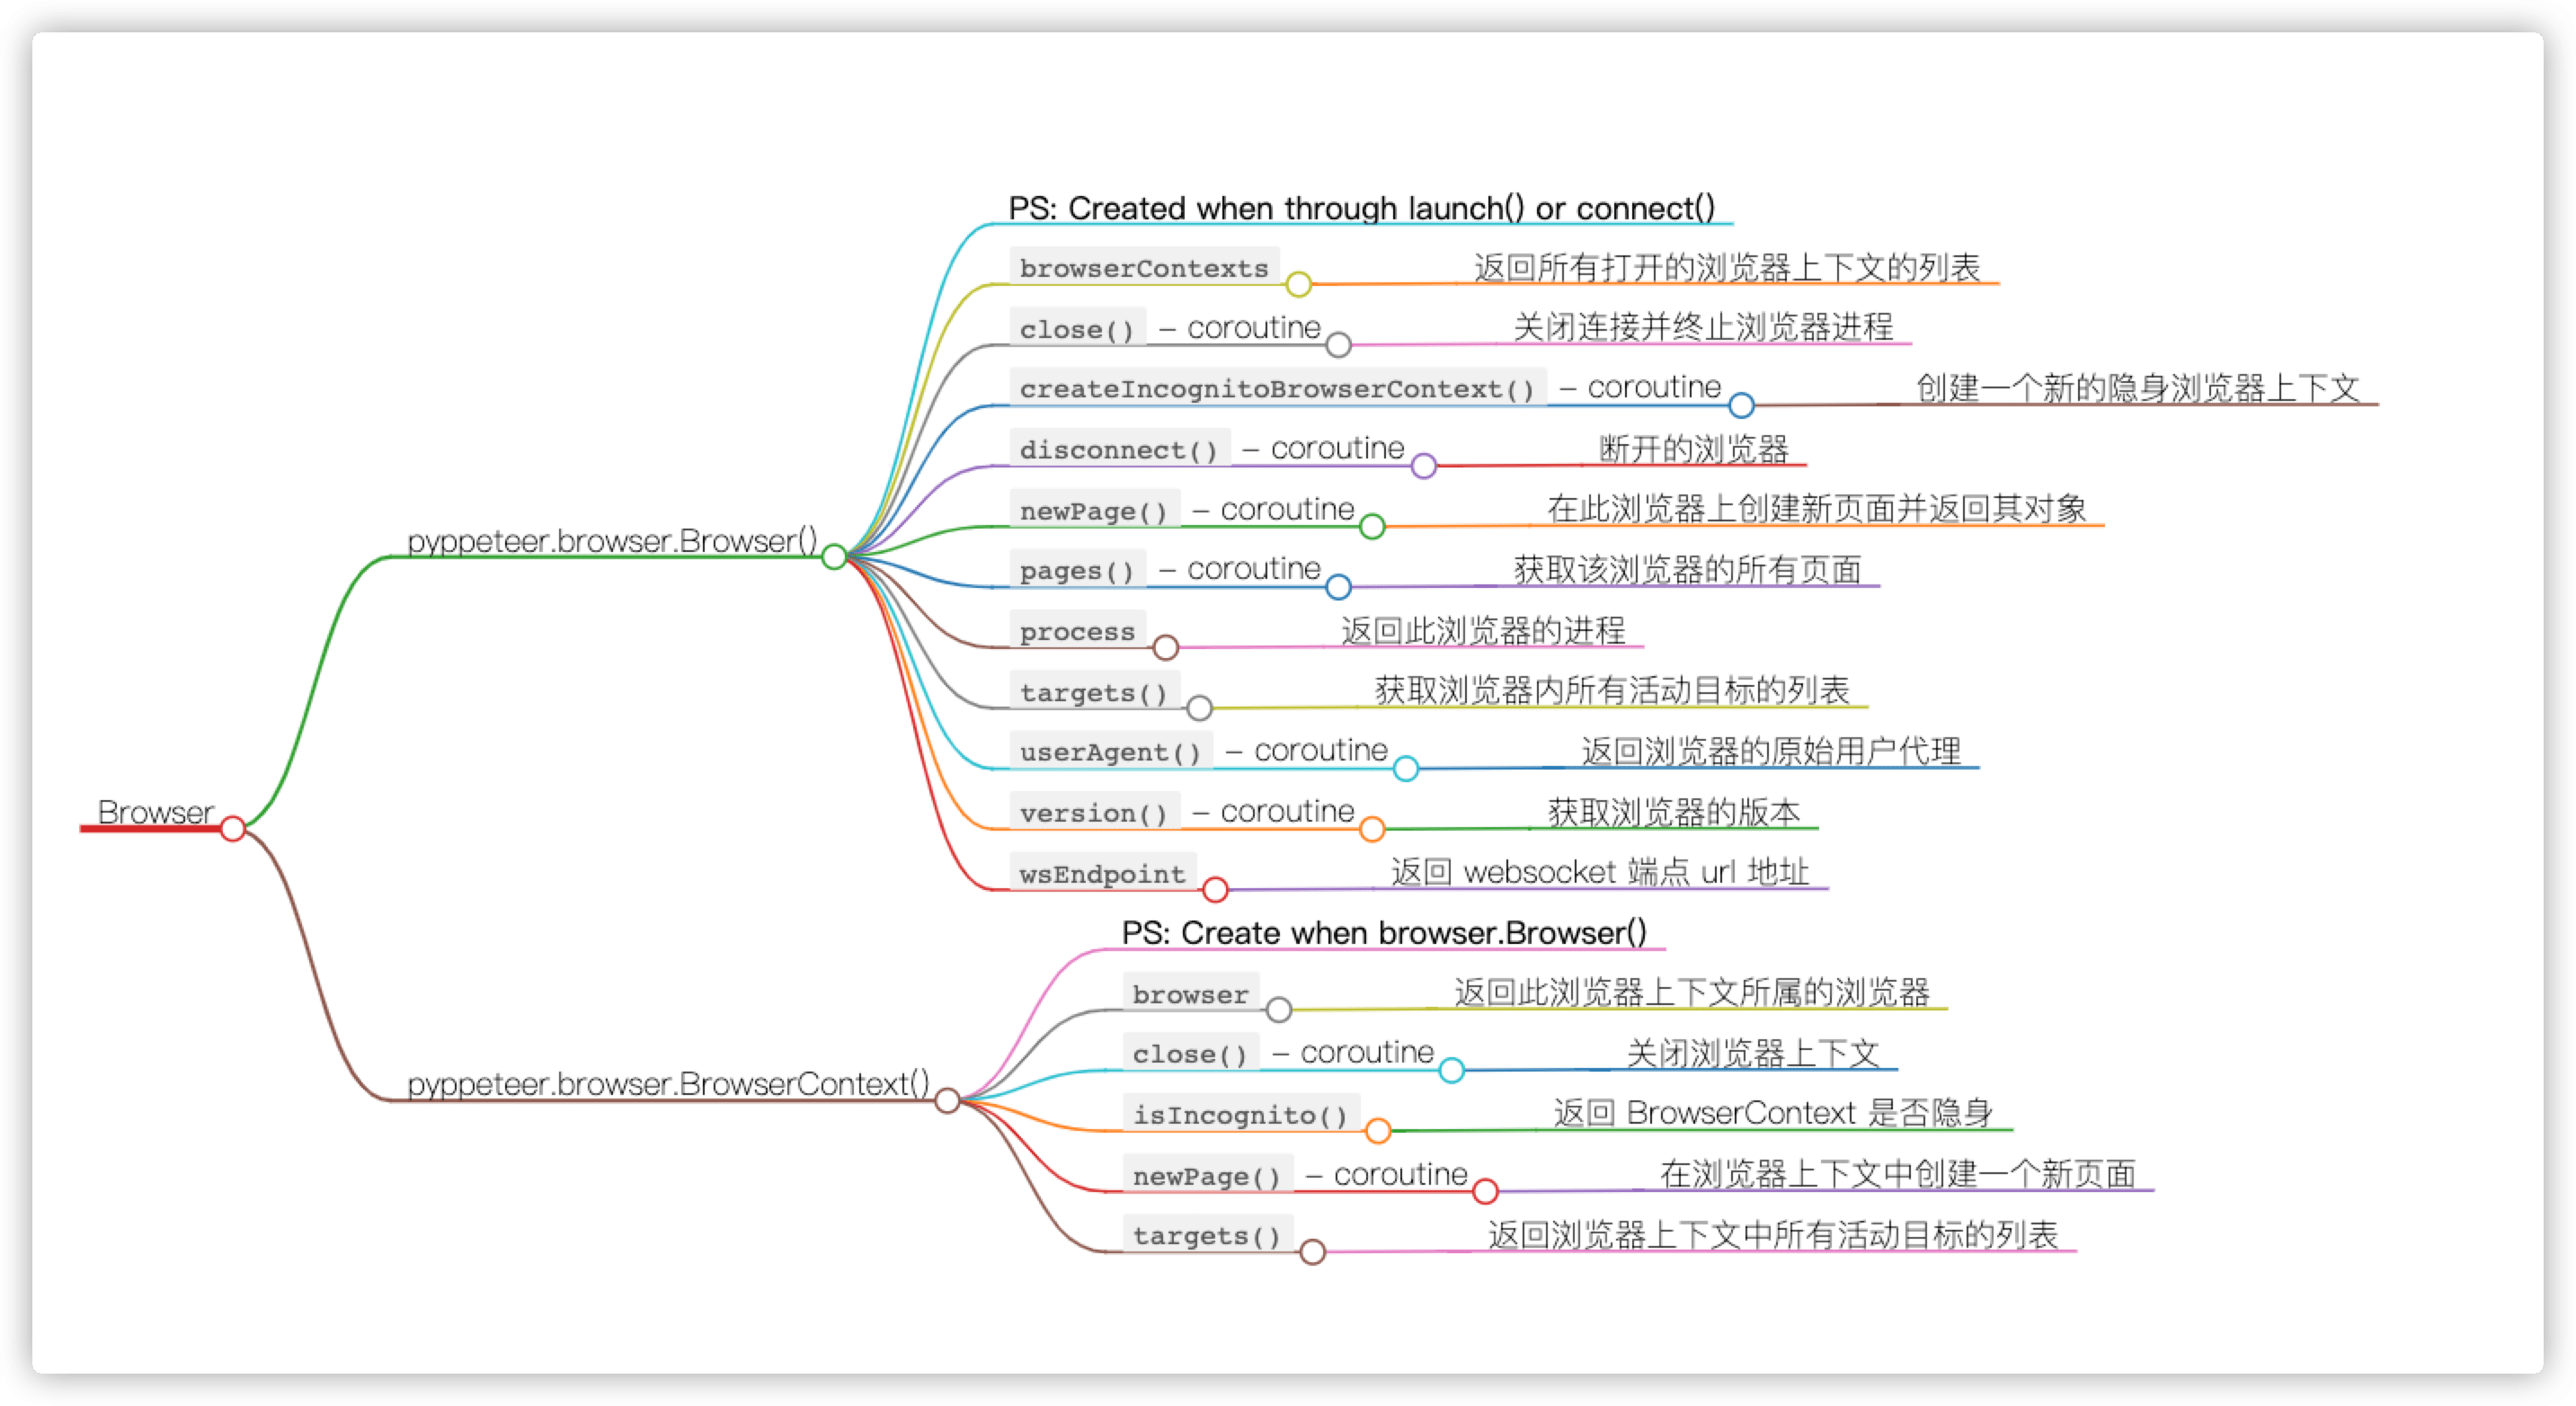 PS: Created when through launch() or connect()
browserContexts 返回所有打开的浏览器上下文的列表
close() – coroutine 关闭连接并终止浏览器进程
createIncognitoBrowserContext() – coroutine 创建一个新的隐身浏览器上下文
disconnect() – coroutine 断开的浏览器
newPage() – coroutine 在此浏览器上创建新页面并返回其对象
pyppeteer.browser.Browser()
pages() – coroutine 获取该浏览器的所有页面
process 返回此浏览器的进程
targets() 获取浏览器内所有活动目标的列表
userAgent() – coroutine 返回浏览器的原始用户代理
Browser
version() – coroutine 获取浏览器的版本
wsEndpoint 返回 websocket 端点 url 地址
PS: Create when browser.Browser()
browser 返回此浏览器上下文所属的浏览器
close() – coroutine 关闭浏览器上下文
pyppeteer.browser.BrowserContext()
isIncognito() 返回 BrowserContext 是否隐身
newPage() – coroutine 在浏览器上下文中创建一个新页面
targets() 返回浏览器上下文中所有活动目标的列表